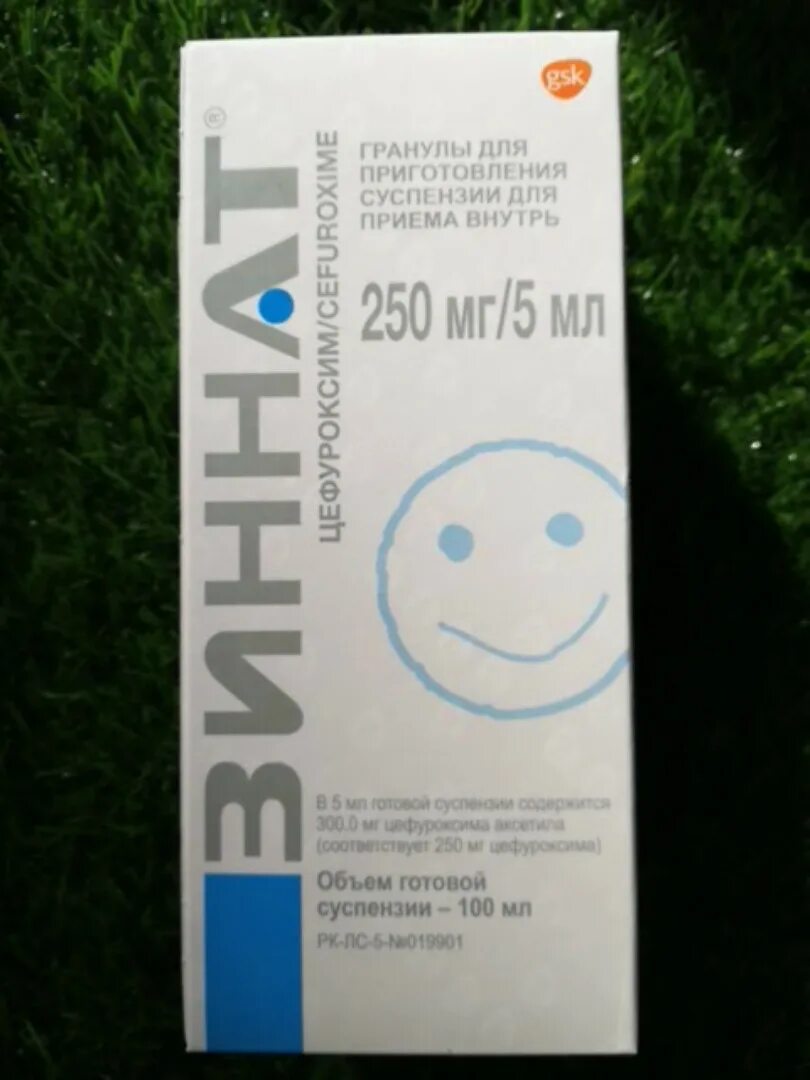 gsk
ЗИННАТ®
ЦЕФУРОКСИМ/CEFUROXIME
ГРАНУЛЫ ДЛЯ
ПРИГОТОВЛЕНИЯ
СУСПЕНЗИИ ДЛЯ
ПРИЕМА ВНУТРЬ
250 мг/5 мл
В 5 мл готовой суспензии содержится
300.0 мг цефуроксима аксетила
(соответствует 250 мг цефуроксима)
Объем готовой
суспензии – 100 мл
РК-ЛС-5-№019901